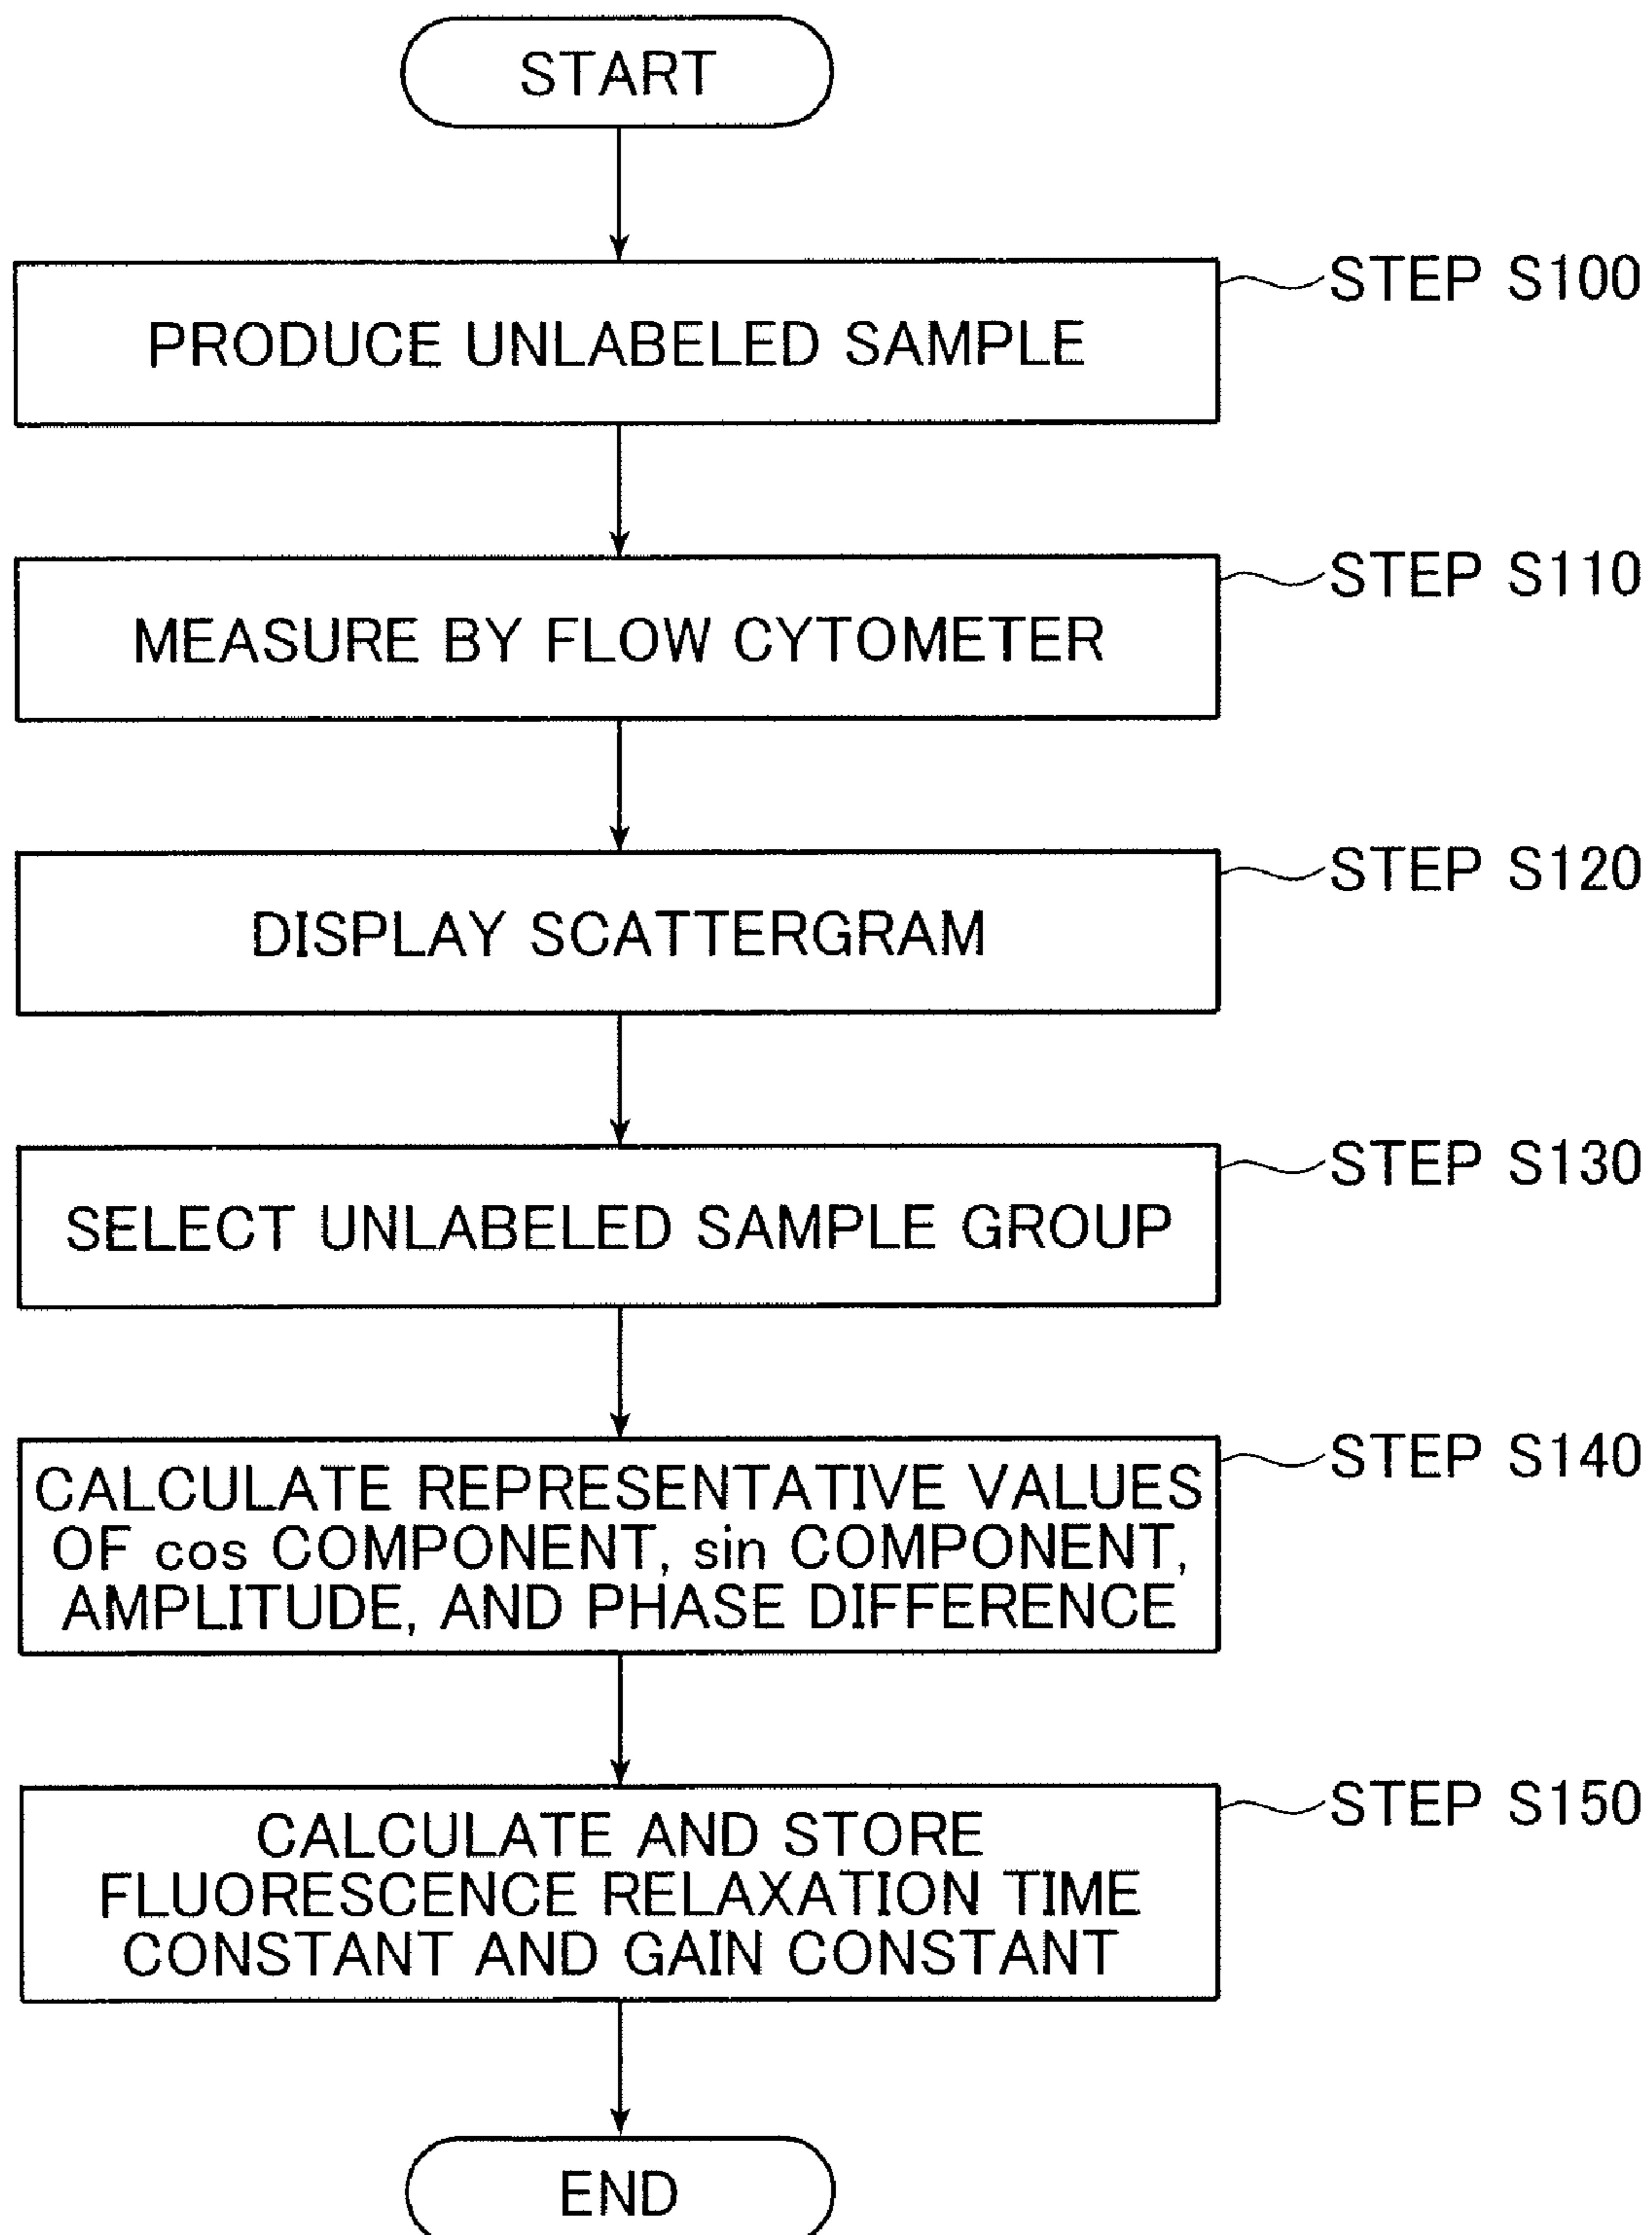 START
STEP S100
PRODUCE UNLABELED SAMPLE
STEP S110
MEASURE BY FLOW CYTOMETER
STEP S120
DISPLAY SCATTERGRAM
STEP S130
SELECT UNLABELED SAMPLE GROUP
STEP S140
CALCULATE REPRESENTATIVE VALUES
OF cos COMPONENT, sin COMPONENT,
AMPLITUDE, AND PHASE DIFFERENCE
STEP S150
CALCULATE AND STORE
FLUORESCENCE RELAXATION TIME
CONSTANT AND GAIN CONSTANT
END